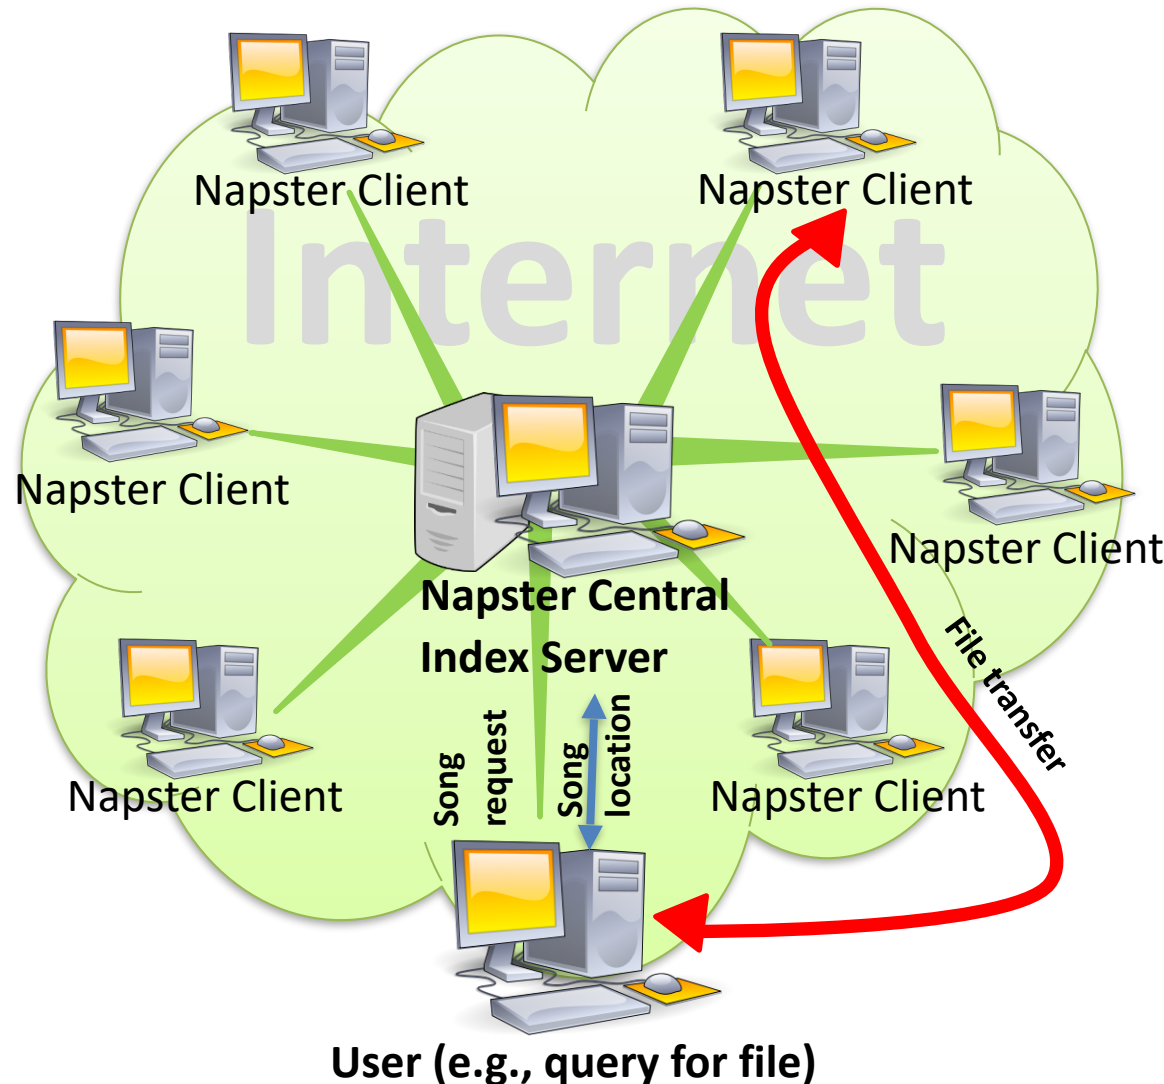 Napster Client
Napster Client
Internet
Napster Client
Napster Client
Napster Central
Index Server
File transfer
Song
request
Song
location
Napster Client
Napster Client
User (e.g., query for file)